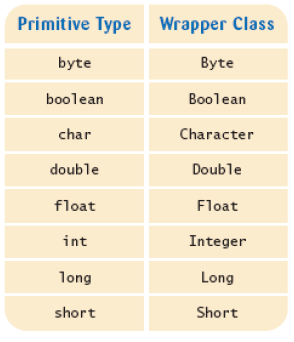 Primitive Type Wrapper Class
byte Byte
boolean Boolean
char Character
double Double
float Float
int Integer
long Long
short Short